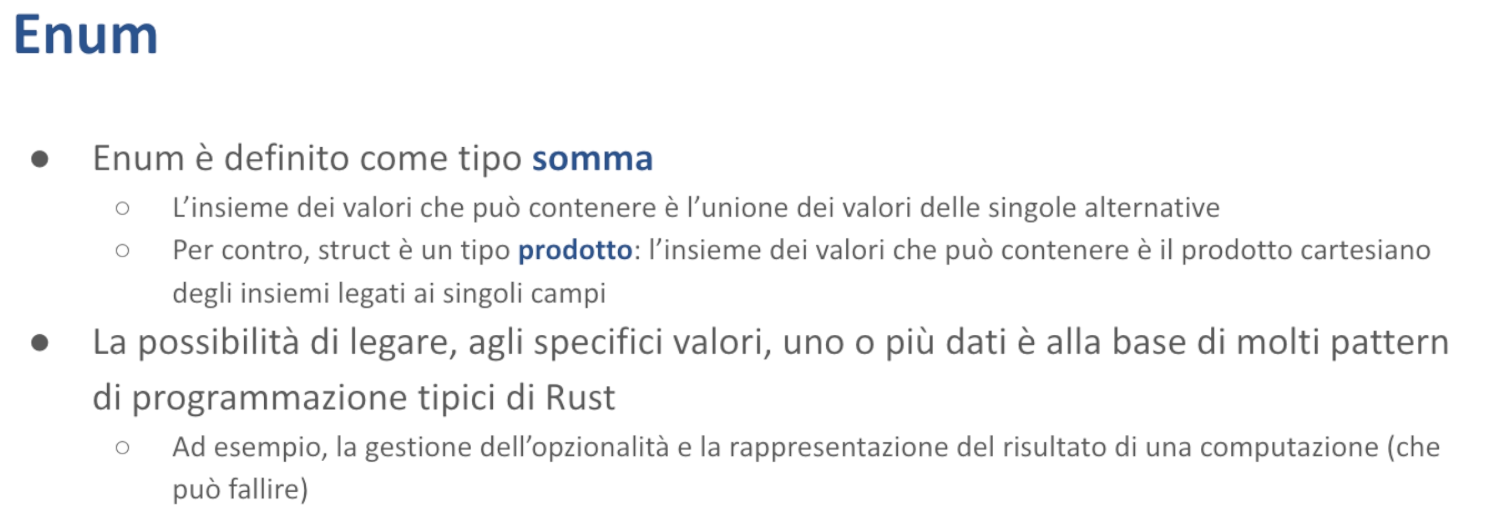 Enum
● Enum è definito come tipo somma
○ L’insieme dei valori che può contenere è l’unione dei valori delle singole alternative
○ Per contro, struct è un tipo prodotto: l’insieme dei valori che può contenere è il prodotto cartesiano
degli insiemi legati ai singoli campi
● La possibilità di legare, agli specifici valori, uno o più dati è alla base di molti pattern
di programmazione tipici di Rust
○ Ad esempio, la gestione dell’opzionalità e la rappresentazione del risultato di una computazione (che
può fallire)